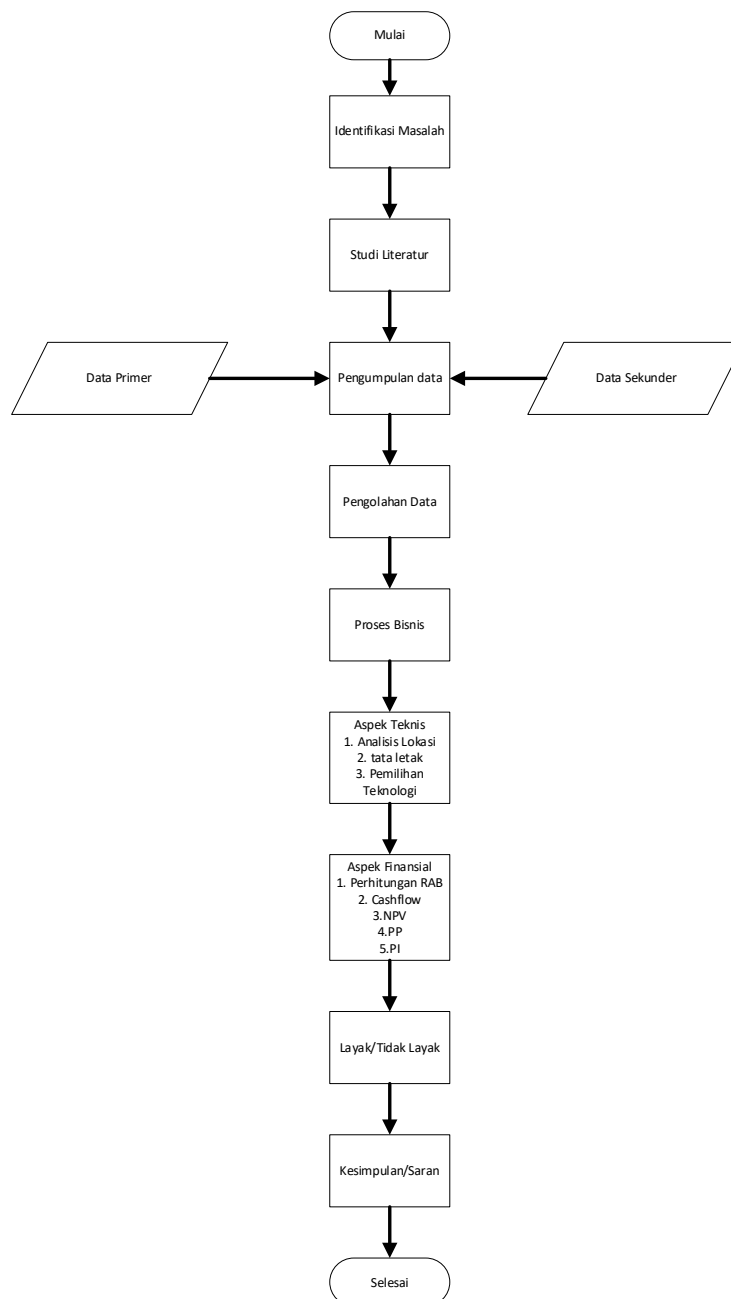 Mulai
Identifikasi Masalah
Studi Literatur
Data Primer
Pengumpulan data
Data Sekunder
Pengolahan Data
Proses Bisnis
Aspek Teknis
1. Analisis Lokasi
2. tata letak
3. Pemilihan
Teknologi
Aspek Finansial
1. Perhitungan RAB
2. Cashflow
3.NPV
4.PP
5.PI
Layak/Tidak Layak
Kesimpulan/Saran
Selesai